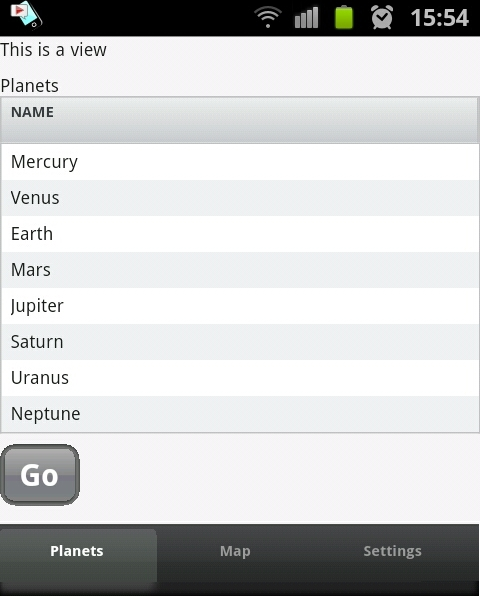 15:54
This is a view
Planets
NAME
Mercury
Venus
Earth
Mars
Jupiter
Saturn
Uranus
Neptune
Go
Planets Map Settings